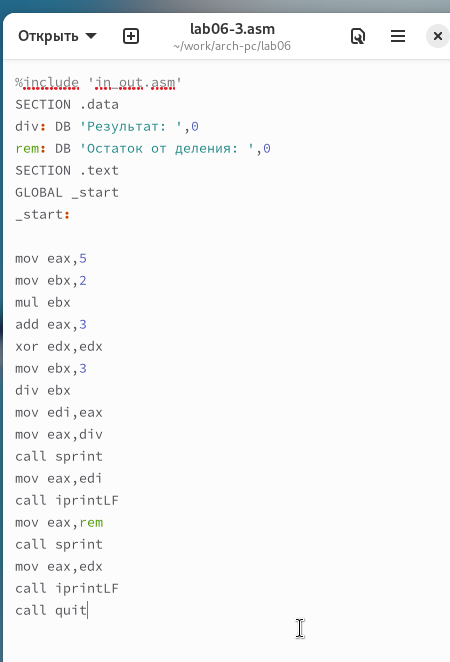 Открыть
lab06-3.asm
~/work/arch-pc/lab06
%include 'in_out.asm'
SECTION .data
div: DB 'Результат: ',0
rem: DB 'Остаток от деления: ',0
SECTION .text
GLOBAL _start
_start:
mov eax,5
mov ebx,2
mul ebx
add eax,3
xor edx,edx
mov ebx,3
div ebx
mov edi,eax
mov eax,div
call sprint
mov eax,edi
call iprintLF
mov eax,rem
call sprint
mov eax,edx
call iprintLF
call quit